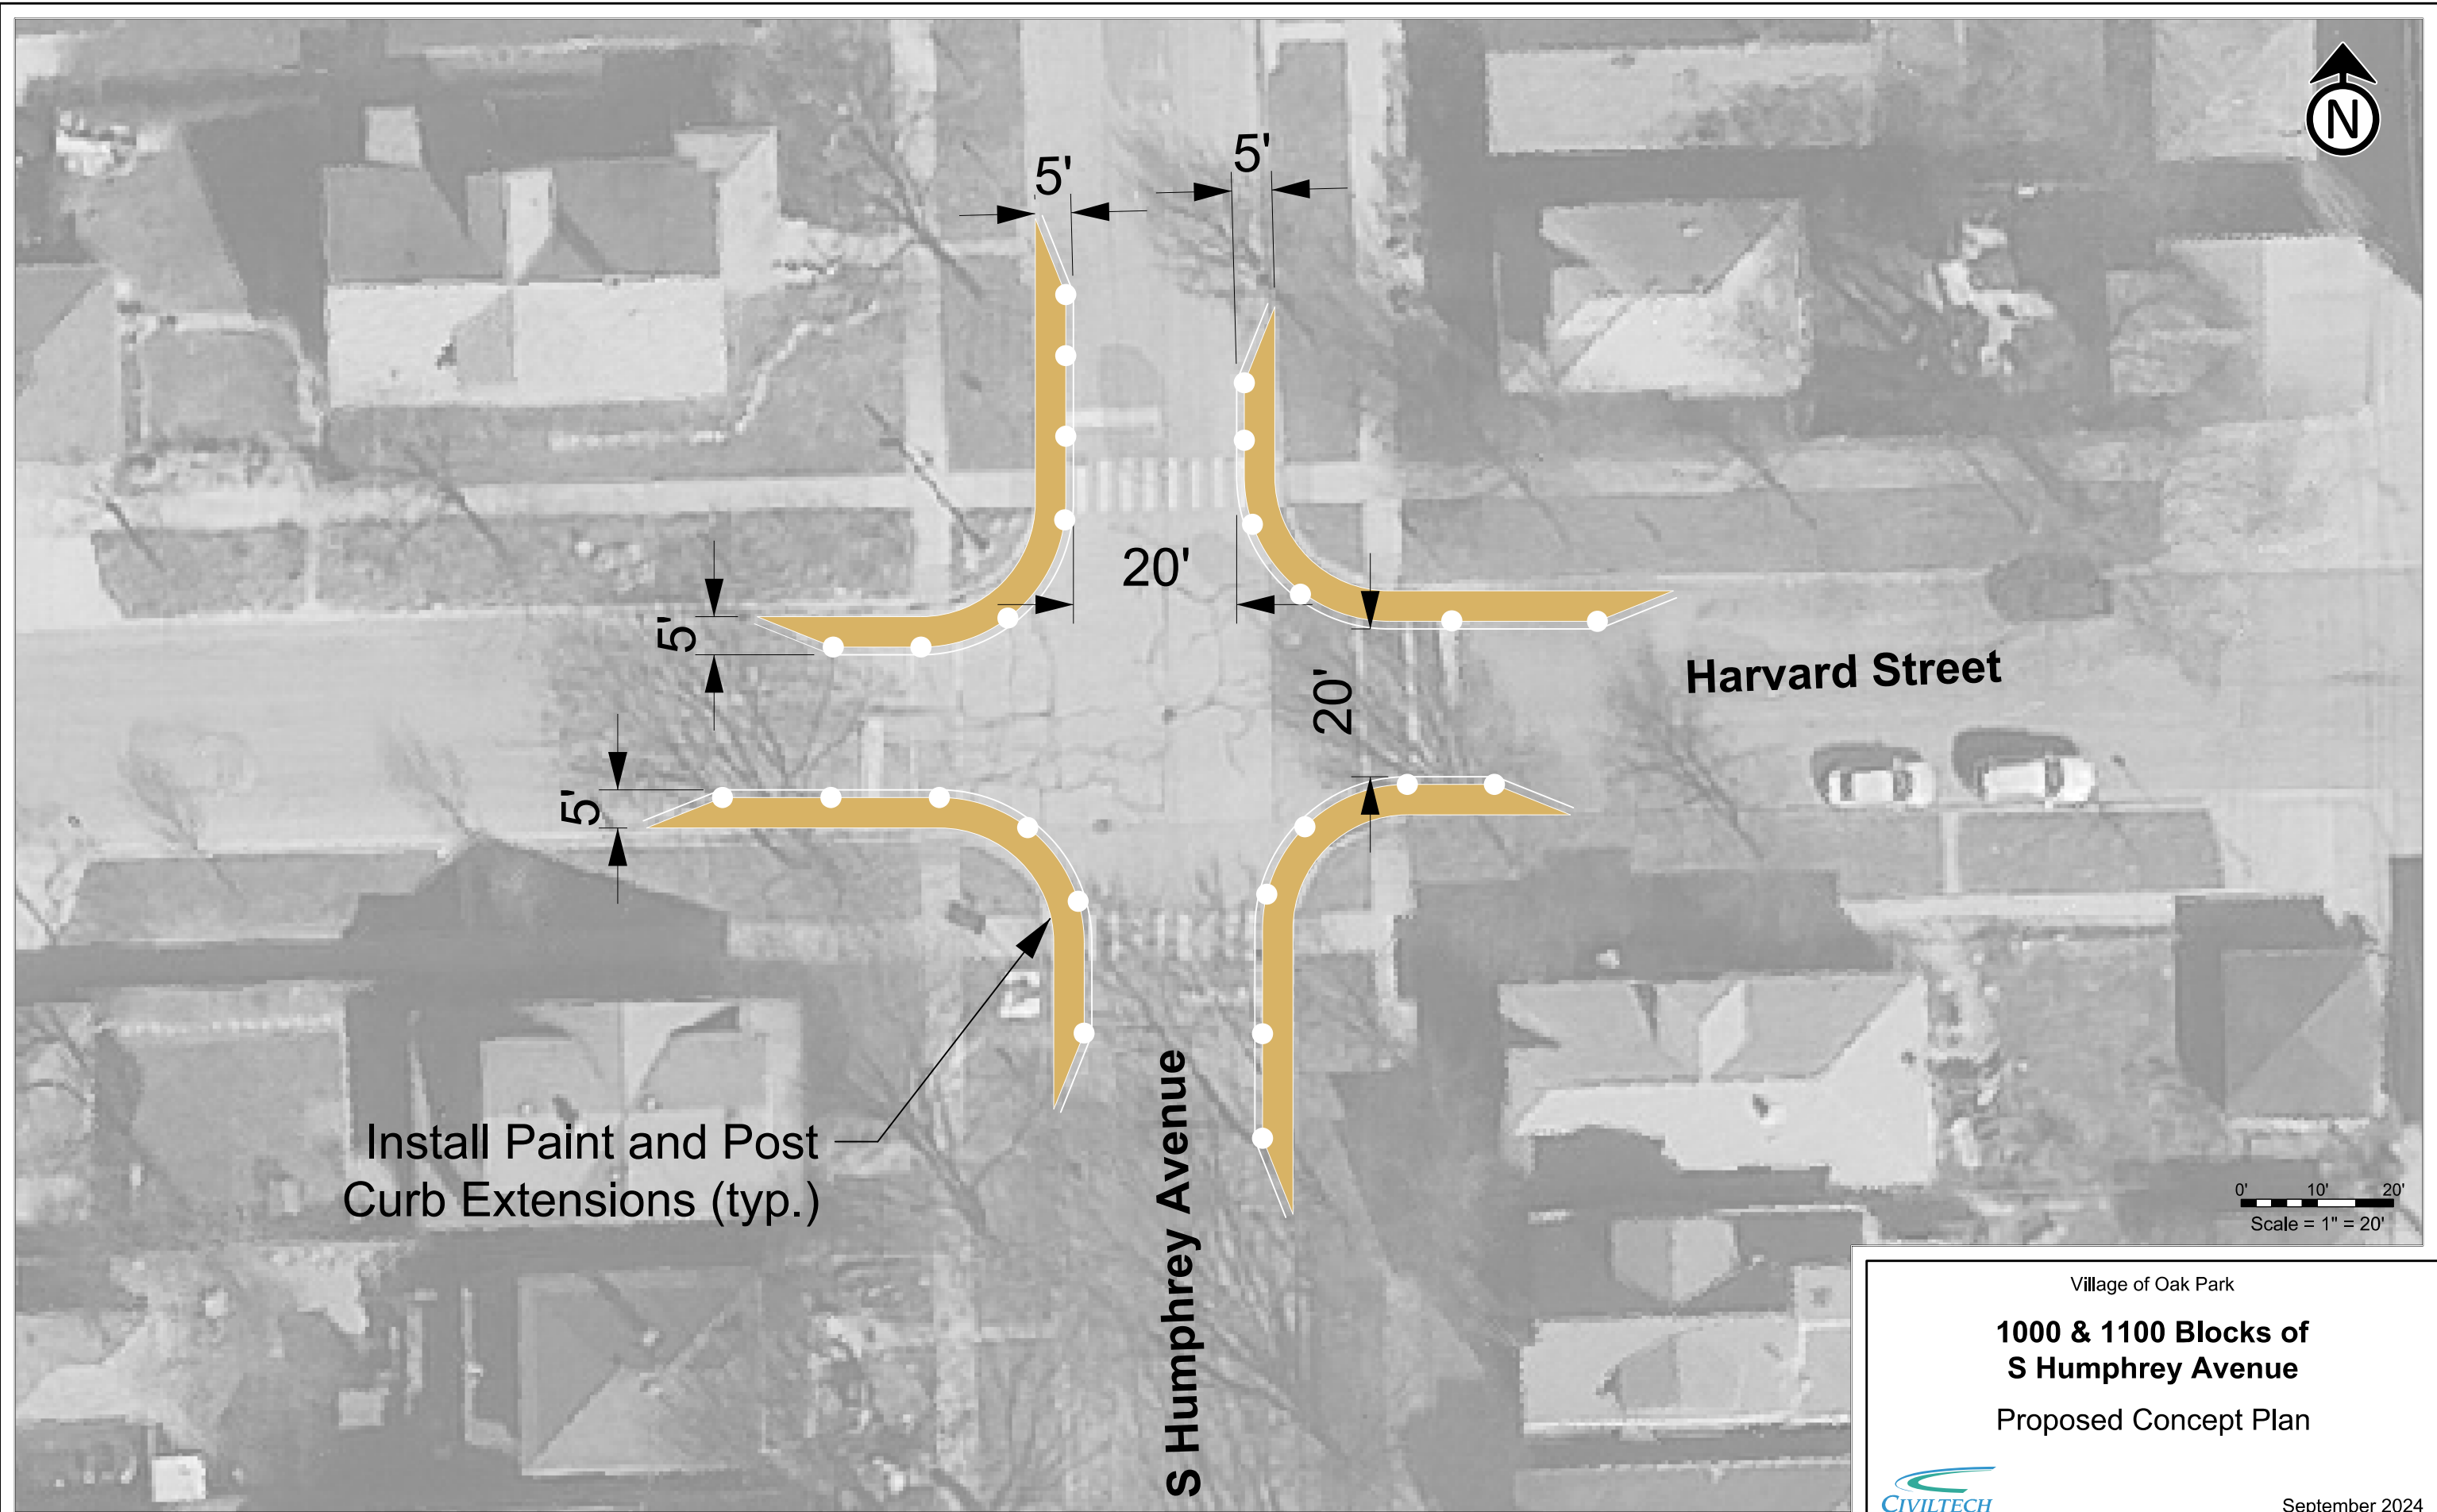 N
5'
5'
20'
5'
Harvard Street
20'
5'
S Humphrey Avenue
Install Paint and Post
Curb Extensions (typ.)
0' 10' 20'
Scale = 1" = 20'
Village of Oak Park
1000 & 1100 Blocks of
S Humphrey Avenue
Proposed Concept Plan
CIVILTECH
September 2024